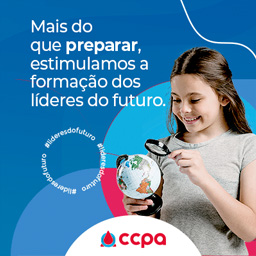 Mais do
que preparar,
estimulamos a
formação dos
líderes do futuro.
#lideresdofuturo
#lideresdofuturo
#lideresdofuturo
ccpa